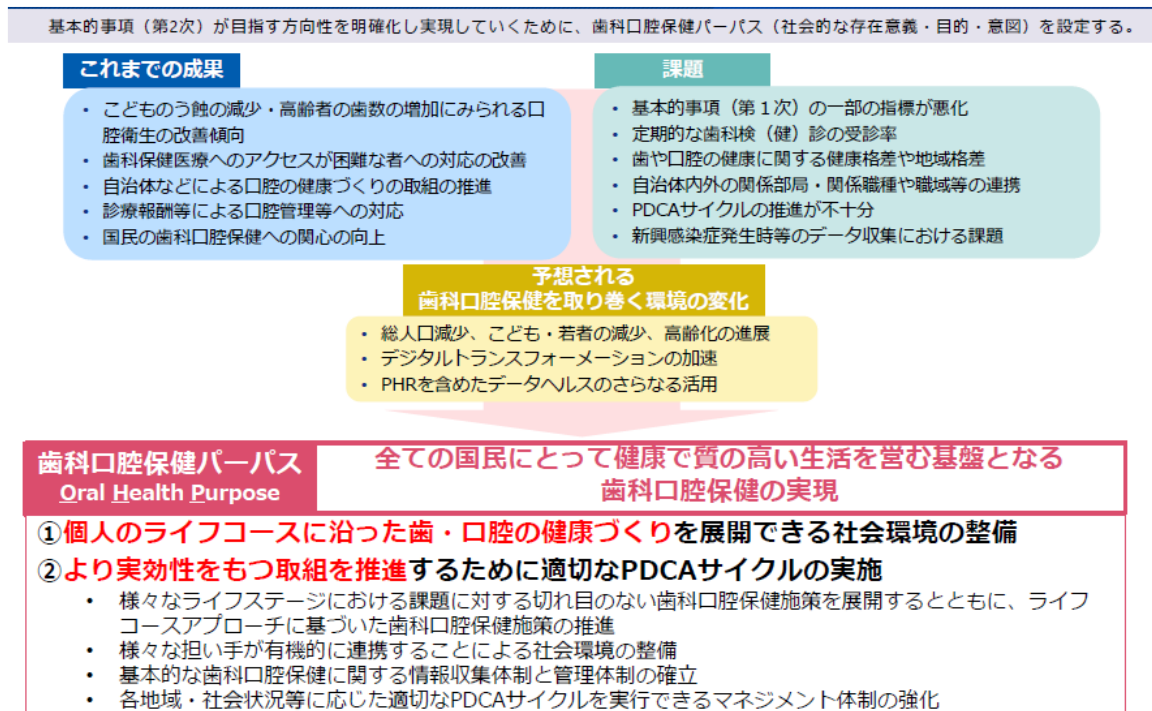 基本的事項（第2次）が目指す方向性を明確化し実現していくために、歯科口腔保健パーパス（社会的な存在意義・目的・意図）を設定する。
これまでの成果
・ こどものう蝕の減少・高齢者の歯数の増加にみられる口
腔衛生の改善傾向
・ 歯科保健医療へのアクセスが困難な者への対応の改善
・ 自治体などによる口腔の健康づくりの取組の推進
・ 診療報酬等による口腔管理等への対応
・ 国民の歯科口腔保健への関心の向上
課題
・ 基本的事項（第１次）の一部の指標が悪化
・ 定期的な歯科検（健）診の受診率
・ 歯や口腔の健康に関する健康格差や地域格差
・ 自治体内外の関係部局・関係職種や職域等の連携
・ PDCAサイクルの推進が不十分
・ 新興感染症発生時等のデータ収集における課題
予想される
歯科口腔保健を取り巻く環境の変化
・ 総人口減少、こども・若者の減少、高齢化の進展
・ デジタルトランスフォーメーションの加速
・ PHRを含めたデータヘルスのさらなる活用
歯科口腔保健パーパス
Oral Health Purpose
全ての国民にとって健康で質の高い生活を営む基盤となる
歯科口腔保健の実現
①個人のライフコースに沿った歯・口腔の健康づくりを展開できる社会環境の整備
②より実効性をもつ取組を推進するために適切なPDCAサイクルの実施
・ 様々なライフステージにおける課題に対する切れ目のない歯科口腔保健施策を展開するとともに、ライフ
コースアプローチに基づいた歯科口腔保健施策の推進
・ 様々な担い手が有機的に連携することによる社会環境の整備
・ 基本的な歯科口腔保健に関する情報収集体制と管理体制の確立
・ 各地域・社会状況等に応じた適切なPDCAサイクルを実行できるマネジメント体制の強化